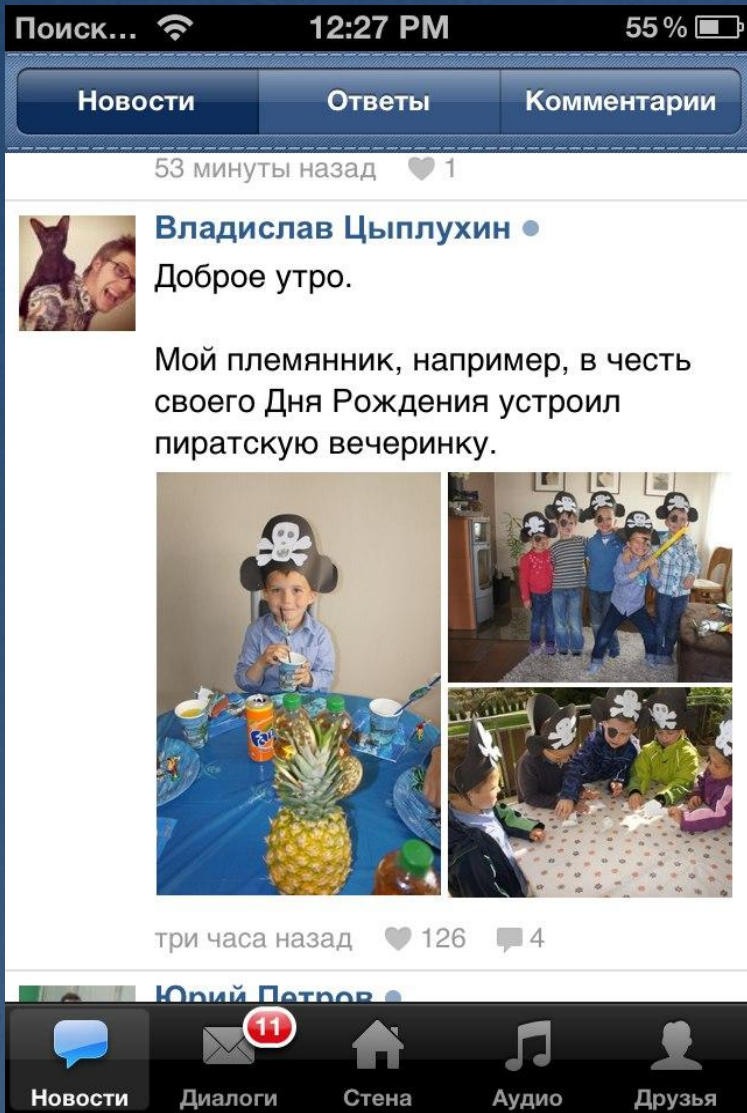 Поиск... 12:27 PM 55 %
Новости Ответы Комментарии
53 минуты назад 1
Владислав Цыплухин
Доброе утро.
Мой племянник, например, в честь
своего Дня Рождения устроил
пиратскую вечеринку.
три часа назад 126 4
Юрий Петров
11
Новости Диалоги Стена Аудио Друзья